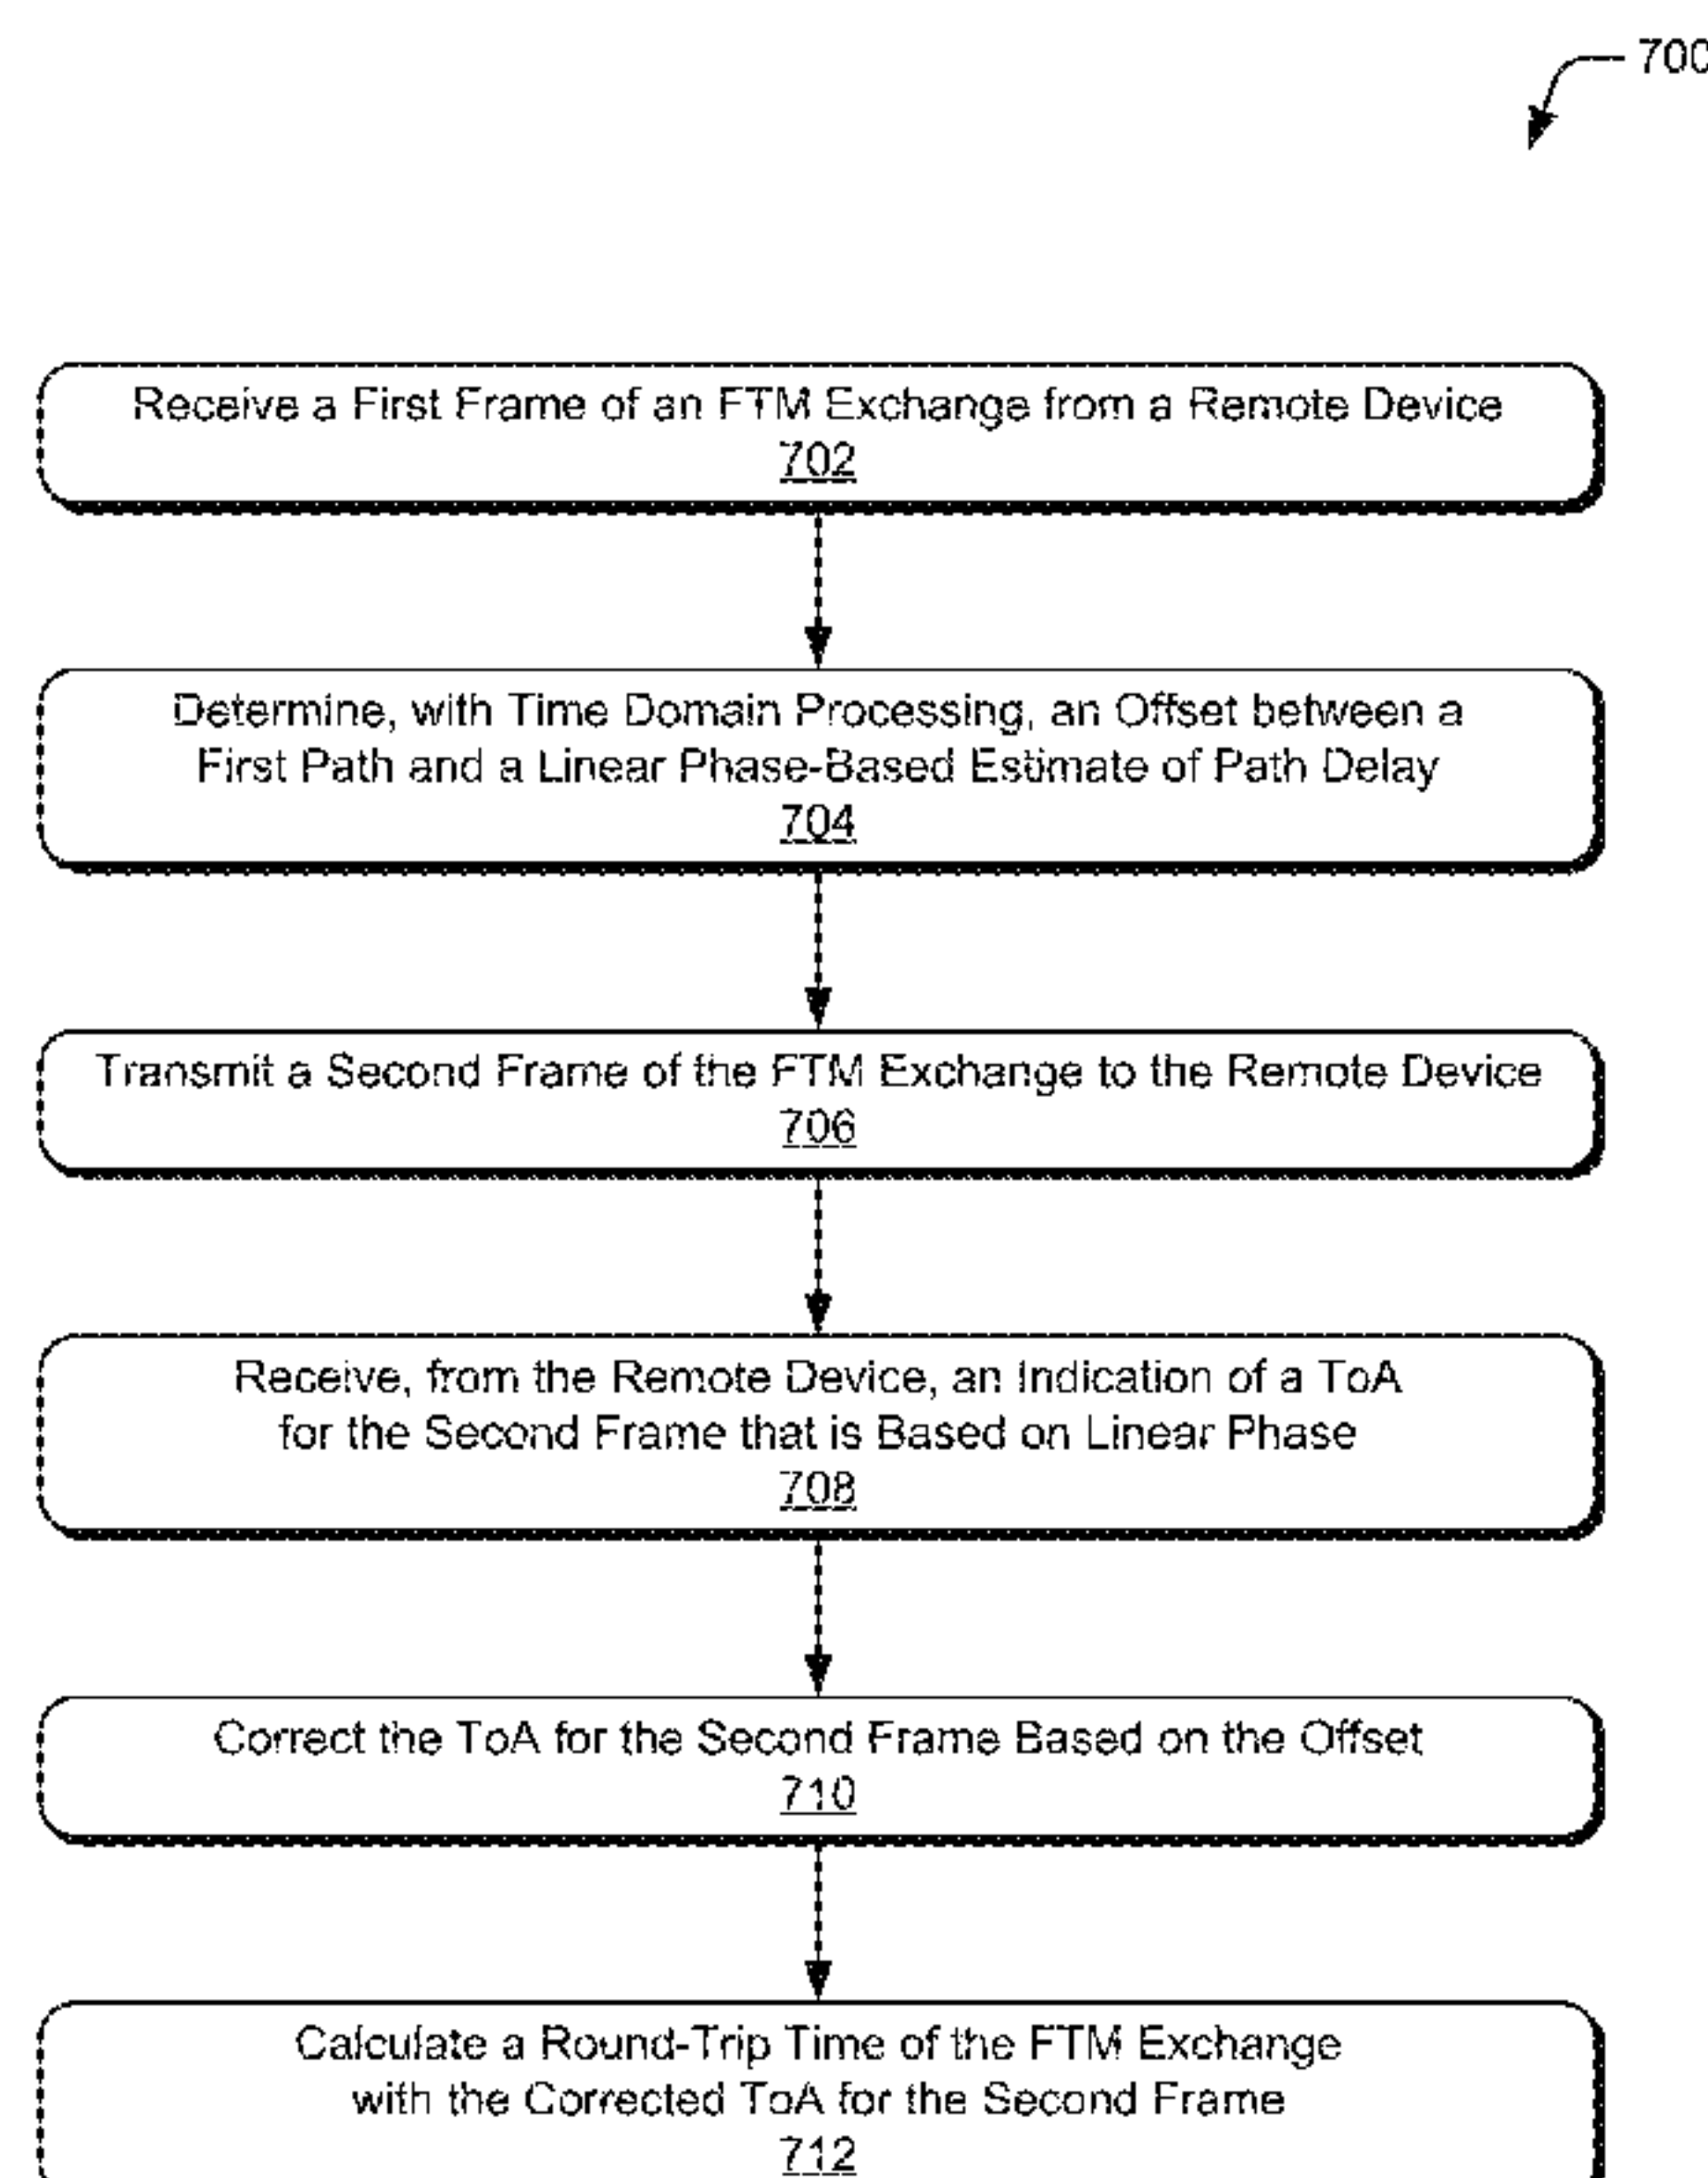 700
Receive a First Frame of an FTM Exchange from a Remote Device
702
Determine, with Time Domain Processing, an Offset between a
First Path and a Linear Phase-Based Estimate of Path Delay
704
Transmit a Second Frame of the FTM Exchange to the Remote Device
706
Receive, from the Remote Device, an Indication of a ToA
for the Second Frame that is Based on Linear Phase
708
Correct the ToA for the Second Frame Based on the Offset
710
Calculate a Round-Trip Time of the FTM Exchange
with the Corrected ToA for the Second Frame
712